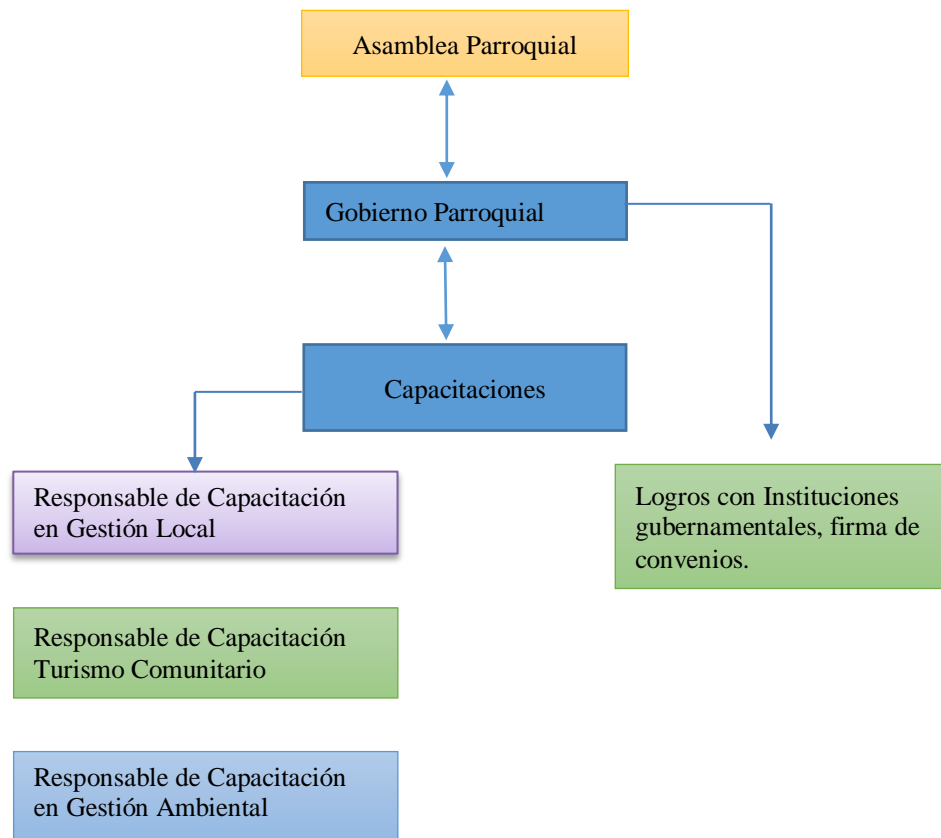 Asamblea Parroquial
Gobierno Parroquial
Capacitaciones
Responsable de Capacitación
en Gestión Local
Logros con Instituciones
gubernamentales, firma de
convenios.
Responsable de Capacitación
Turismo Comunitario
Responsable de Capacitación
en Gestión Ambiental